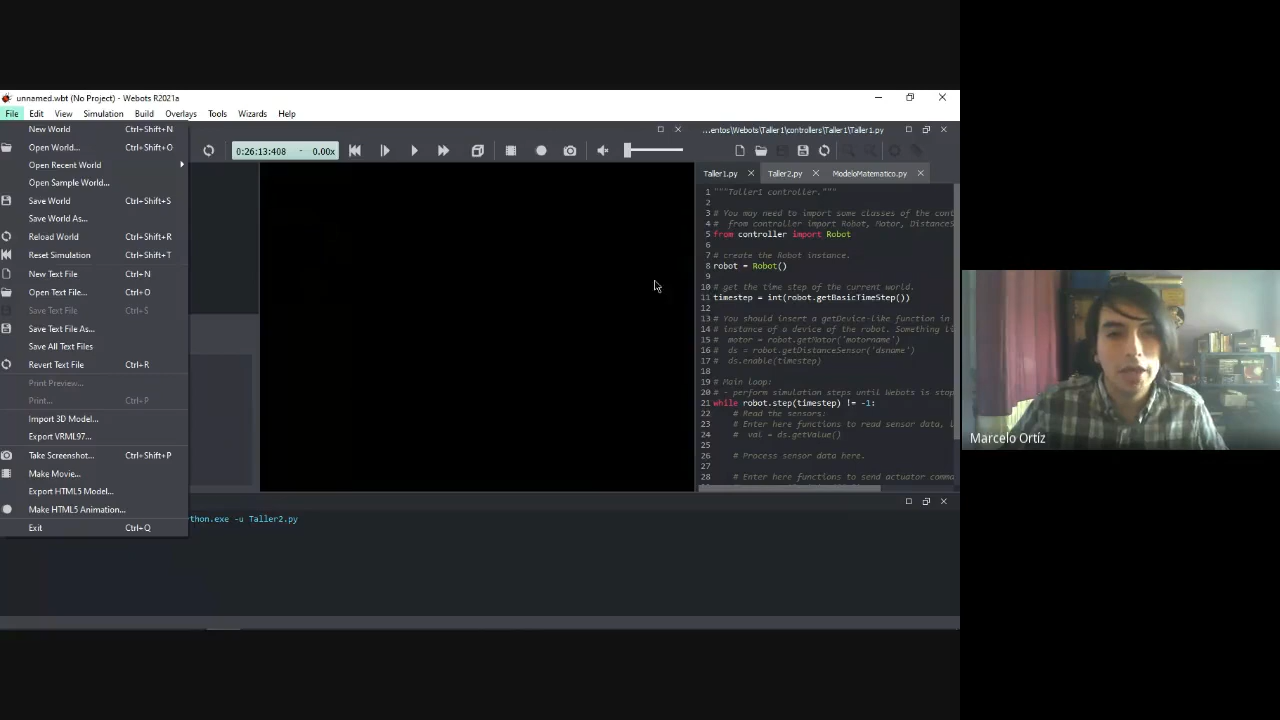 unnamed.wbt (No Project) - Webots R2021a
File Edit View Simulation Build Overlays Tools Wizards Help
New World Ctrl+Shift+N
Open World... Ctrl+Shift+O
Open Recent World
Open Sample World...
Save World Ctrl+Shift+S
Save World As...
Reload World Ctrl+Shift+R
Reset Simulation Ctrl+Shift+T
New Text File Ctrl+N
Open Text File... Ctrl+O
Save Text File Ctrl+S
Save Text File As...
Save All Text Files
Revert Text File Ctrl+R
Print Preview...
Print... Ctrl+P
Import 3D Model...
Export VRML97...
Take Screenshot... Ctrl+Shift+P
Make Movie...
Export HTML5 Model...
Make HTML5 Animation...
Exit Ctrl+Q
0:26:13:408 - 0.00x
...entos\Webots\Taller1\controllers\Taller1\Taller1.py
Taller1.py Taller2.py ModeloMatematico.py
1 """Taller1 controller."""
2
3 # You may need to import some classes of the cont
4 # from controller import Robot, Motor, DistanceS
5 from controller import Robot
6
7 # create the Robot instance.
8 robot = Robot()
9
10 # get the time step of the current world.
11 timestep = int(robot.getBasicTimeStep())
12
13 # You should insert a getDevice-like function in
14 # instance of a device of the robot. Something li
15 # motor = robot.getMotor('motorname')
16 # ds = robot.getDistanceSensor('dsname')
17 # ds.enable(timestep)
18
19 # Main loop:
20 # - perform simulation steps until Webots is stop
21 while robot.step(timestep) != -1:
22 # Read the sensors:
23 # Enter here functions to read sensor data, l
24 # val = ds.getValue()
25
26 # Process sensor data here.
27
28 # Enter here functions to send actuator comma
thon.exe -u Taller2.py
Marcelo Ortíz